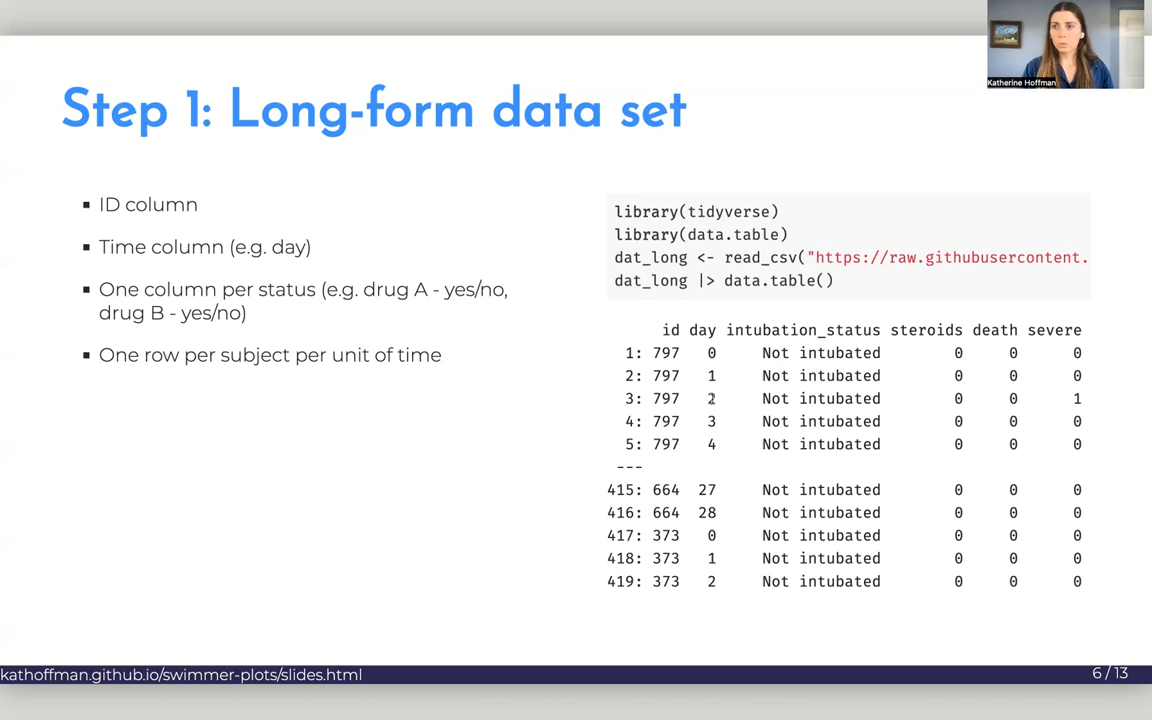 Katherine Hoffman
Step 1: Long-form data set
▪ ID column
▪ Time column (e.g. day)
▪ One column per status (e.g. drug A - yes/no,
drug B - yes/no)
▪ One row per subject per unit of time
library(tidyverse)
library(data.table)
dat_long <- read_csv("https://raw.githubusercontent.
dat_long |> data.table()
id day intubation_status steroids death severe
1: 797 0 Not intubated 0 0 0
2: 797 1 Not intubated 0 0 0
3: 797 2 Not intubated 0 0 1
4: 797 3 Not intubated 0 0 0
5: 797 4 Not intubated 0 0 0
---
415: 664 27 Not intubated 0 0 0
416: 664 28 Not intubated 0 0 0
417: 373 0 Not intubated 0 0 0
418: 373 1 Not intubated 0 0 0
419: 373 2 Not intubated 0 0 0
kathoffman.github.io/swimmer-plots/slides.html
6 / 13